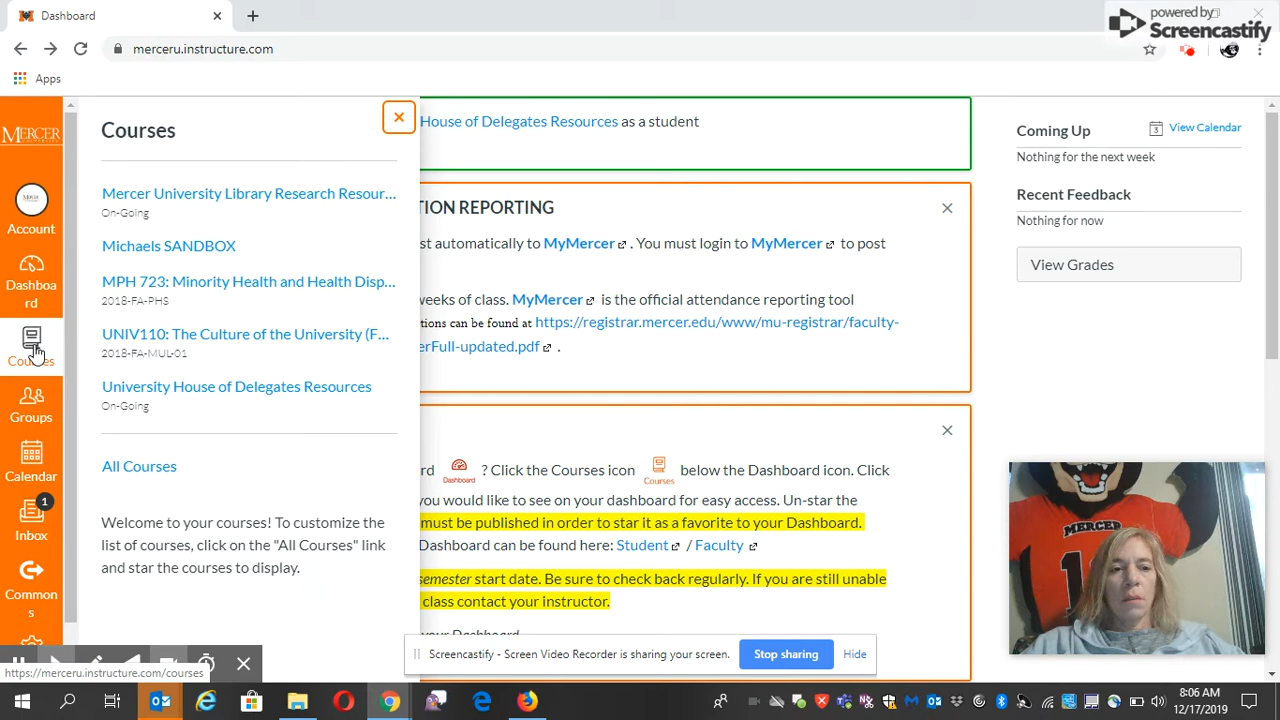 Dashboard
powered by
Screencastify
merceru.instructure.com
Apps
MERCER
UNIVERSITY
Account
Dashboa
rd
Courses
Groups
Calendar
1
Inbox
Common
s
Courses
Mercer University Library Research Resour...
On-Going
Michaels SANDBOX
MPH 723: Minority Health and Health Disp...
2018-FA-PHS
UNIV110: The Culture of the University (F...
2018-FA-MUL-01
University House of Delegates Resources
On-Going
All Courses
Welcome to your courses! To customize the
list of courses, click on the "All Courses" link
and star the courses to display.
House of Delegates Resources as a student
TION REPORTING
st automatically to MyMercer . You must login to MyMercer to post
weeks of class. MyMercer is the official attendance reporting tool
tions can be found at https://registrar.mercer.edu/www/mu-registrar/faculty-
erFull-updated.pdf .
rd Dashboard ? Click the Courses icon Courses below the Dashboard icon. Click
you would like to see on your dashboard for easy access. Un-star the
must be published in order to star it as a favorite to your Dashboard.
Dashboard can be found here: Student / Faculty
semester start date. Be sure to check back regularly. If you are still unable
class contact your instructor.
your Dashboard
Coming Up
3 View Calendar
Nothing for the next week
Recent Feedback
Nothing for now
View Grades
MERCER
Screencastify - Screen Video Recorder is sharing your screen.
Stop sharing
Hide
https://merceru.instructure.com/courses
8:06 AM
12/17/2019